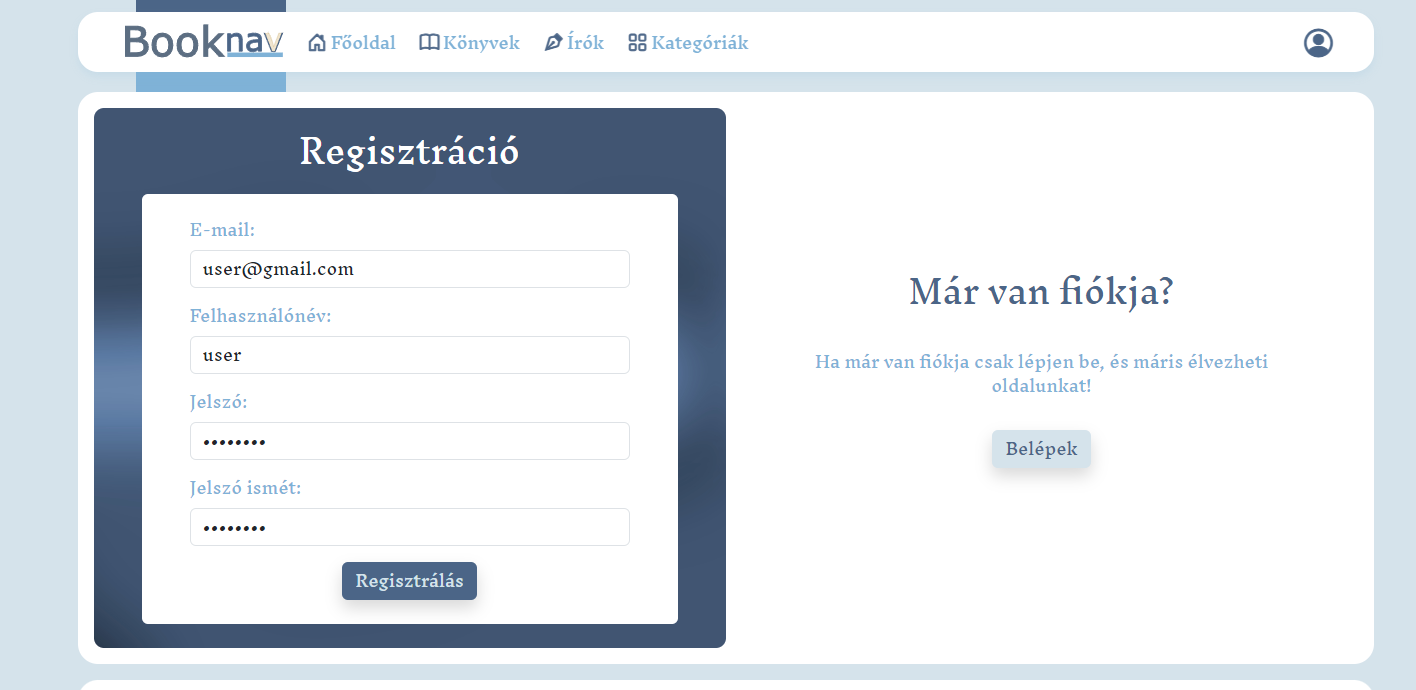 Booknav
Főoldal
Könyvek
Írók
Kategóriák
Regisztráció
E-mail:
user@gmail.com
Felhasználónév:
user
Jelszó:
••••••••
Jelszó ismét:
••••••••
Regisztrálás
Már van fiókja?
Ha már van fiókja csak lépjen be, és máris élvezheti
oldalunkat!
Belépek